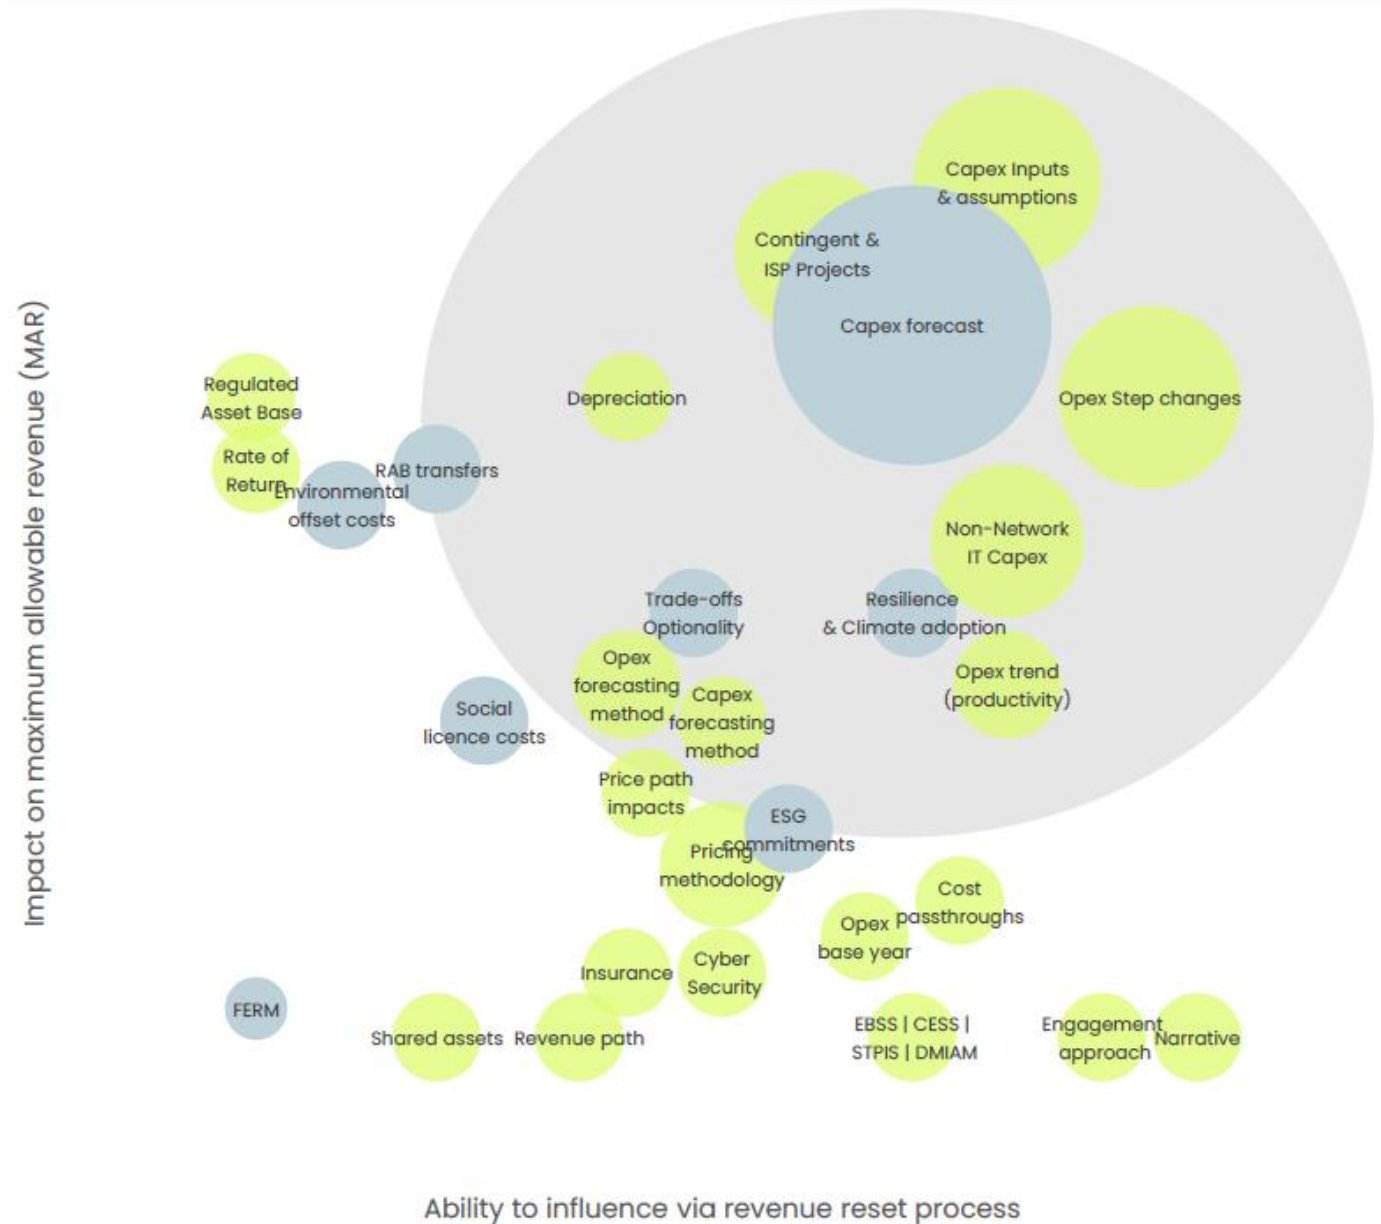 Impact on maximum allowable revenue (MAR)
Capex Inputs
& assumptions
Contingent &
ISP Projects
Capex forecast
Regulated
Asset Base
Depreciation
Opex Step changes
Rate of
Return
RAB transfers
Environmental
offset costs
Non-Network
IT Capex
Trade-offs
Optionality
Resilience
& Climate adoption
Opex
forecasting
method
Capex
forecasting
method
Opex trend
(productivity)
Social
licence costs
Price path
impacts
ESG
commitments
Pricing
methodology
Cost
passthroughs
Opex
base year
Insurance
Cyber
Security
FERM
Shared assets
Revenue path
EBSS | CESS |
STPIS | DMIAM
Engagement
approach
Narrative
Ability to influence via revenue reset process